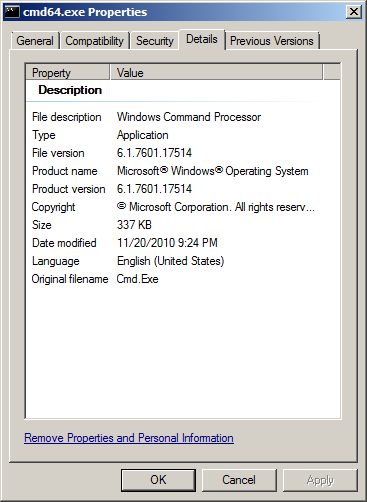 cmd64.exe Properties
General Compatibility Security Details Previous Versions
Property Value
Description
File description Windows Command Processor
Type Application
File version 6.1.7601.17514
Product name Microsoft® Windows® Operating System
Product version 6.1.7601.17514
Copyright © Microsoft Corporation. All rights reserv...
Size 337 KB
Date modified 11/20/2010 9:24 PM
Language English (United States)
Original filename Cmd.Exe
Remove Properties and Personal Information
OK Cancel Apply